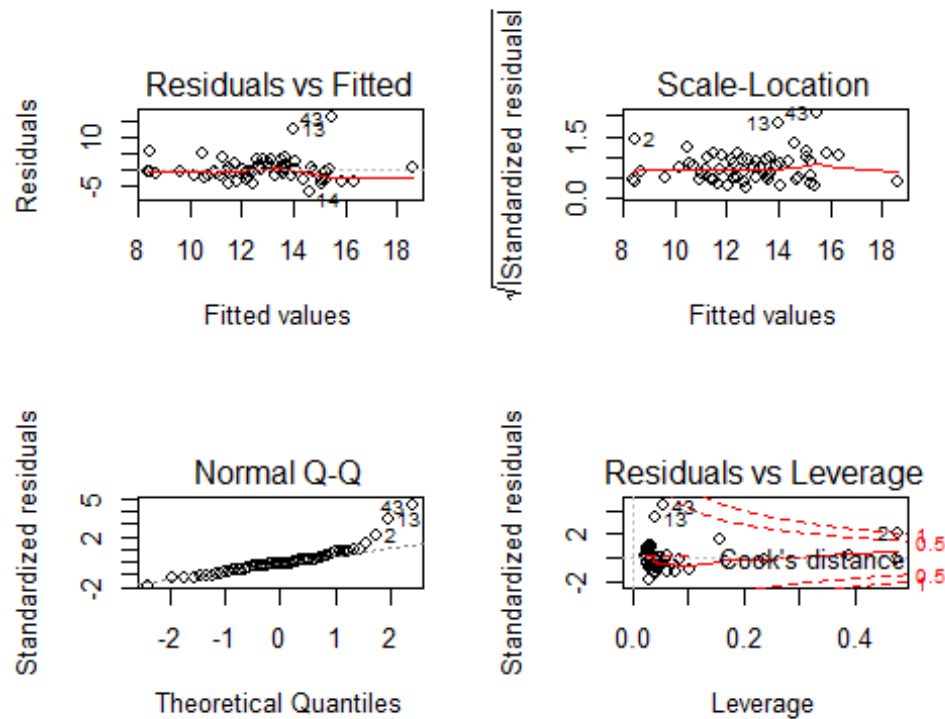 Residuals vs Fitted
Residuals
10
-5
43
13
14
8 10 12 14 16 18
Fitted values
Scale-Location
√|Standardized residuals|
1.5
0.0
2
13
43
8 10 12 14 16 18
Fitted values
Normal Q-Q
Standardized residuals
5
2
-2
43
13
2
-2 -1 0 1 2
Theoretical Quantiles
Residuals vs Leverage
Standardized residuals
2
-2
43
13
2
Cook's distance
1
0.5
0.5
1
0.0 0.2 0.4
Leverage